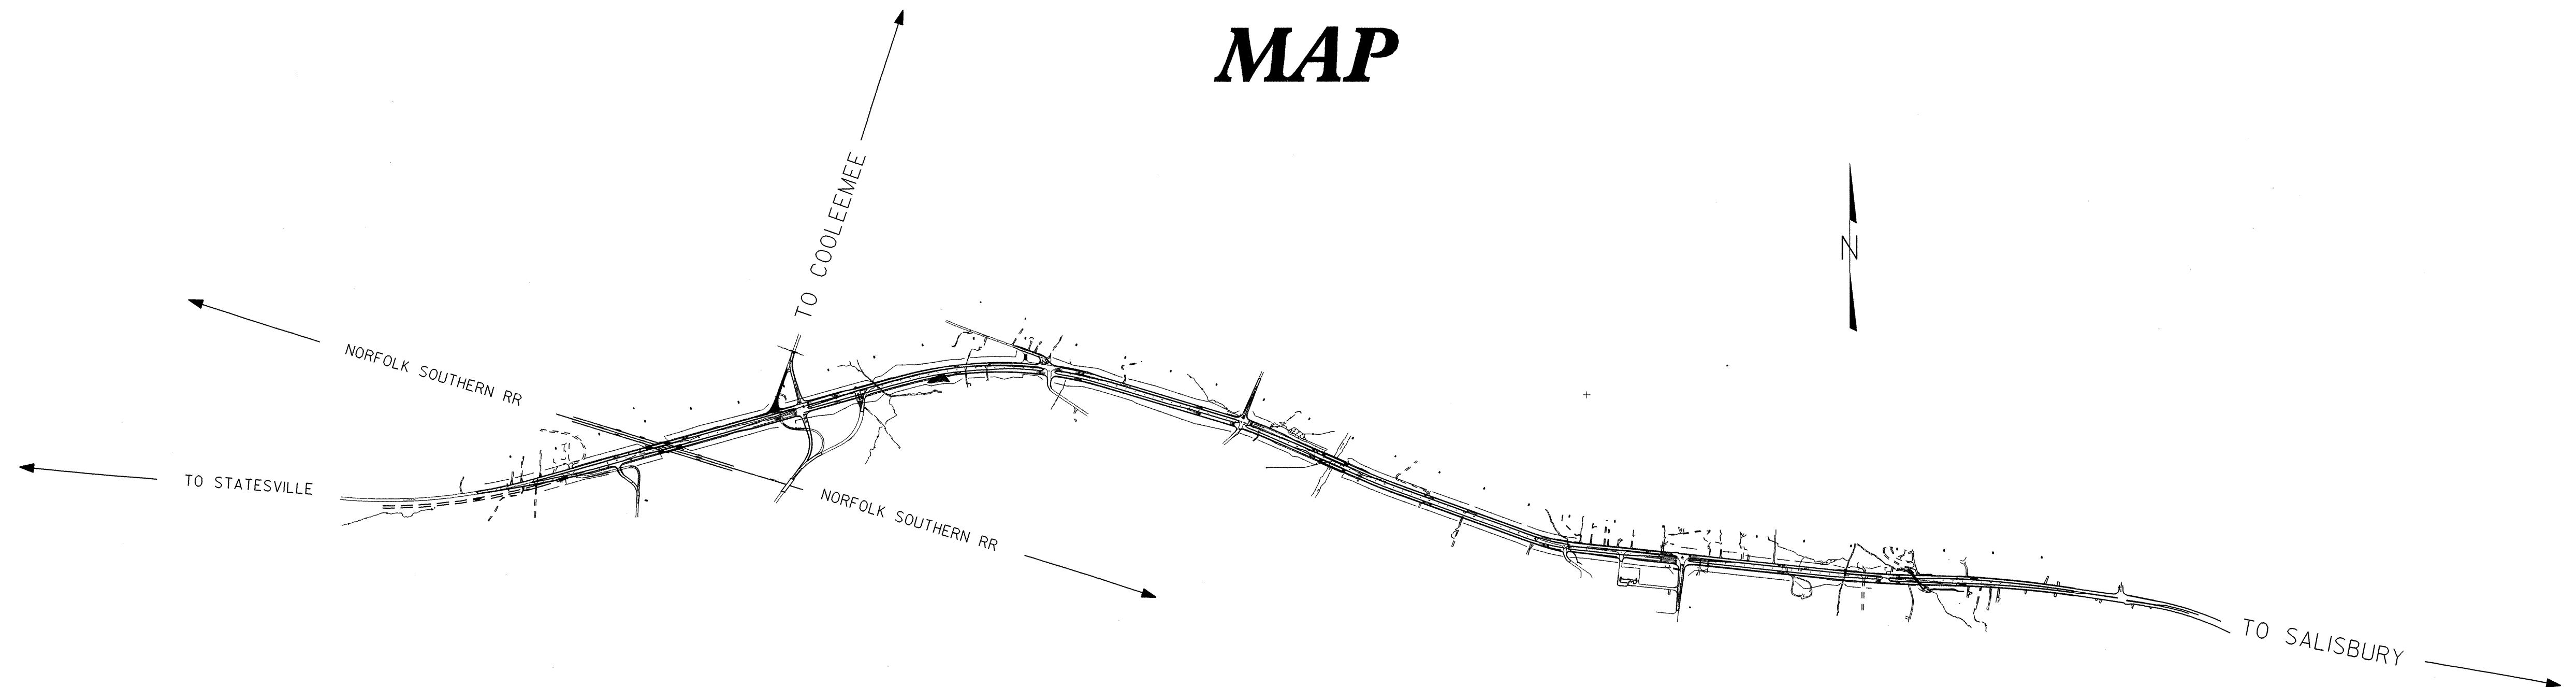 MAP
TO COOLEEMEE
N
NORFOLK SOUTHERN RR
TO STATESVILLE
NORFOLK SOUTHERN RR
TO SALISBURY